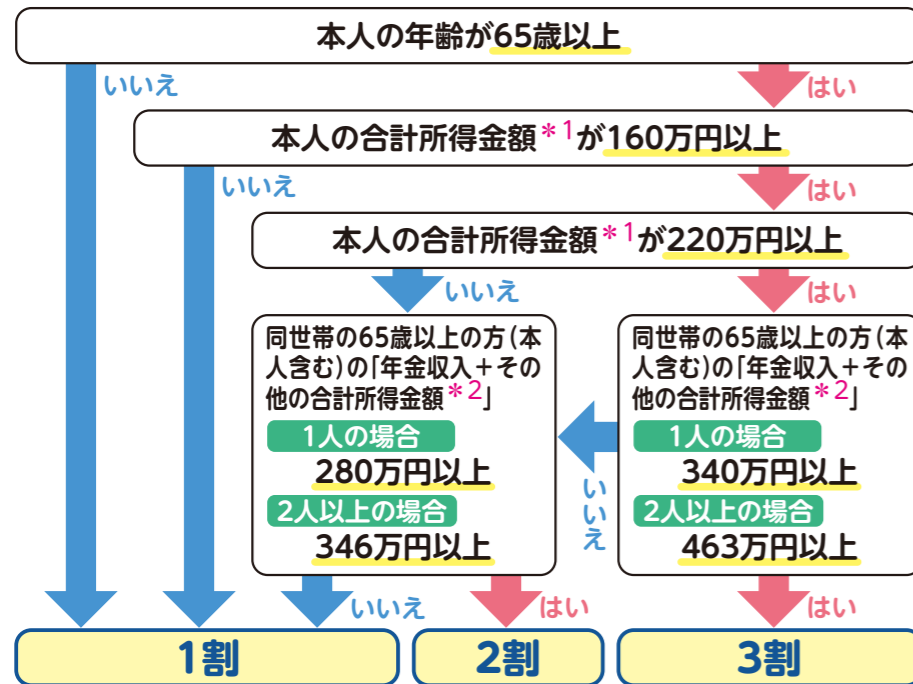 本人の年齢が65歳以上
いいえ
はい
本人の合計所得金額*1が160万円以上
いいえ
はい
本人の合計所得金額*1が220万円以上
いいえ
はい
同世帯の65歳以上の方(本
人含む)の「年金収入+その
他の合計所得金額*2」
1人の場合
280万円以上
2人以上の場合
346万円以上
いいえ
同世帯の65歳以上の方(本
人含む)の「年金収入+その
他の合計所得金額*2」
1人の場合
340万円以上
2人以上の場合
463万円以上
いいえ
はい
はい
1割
2割
3割